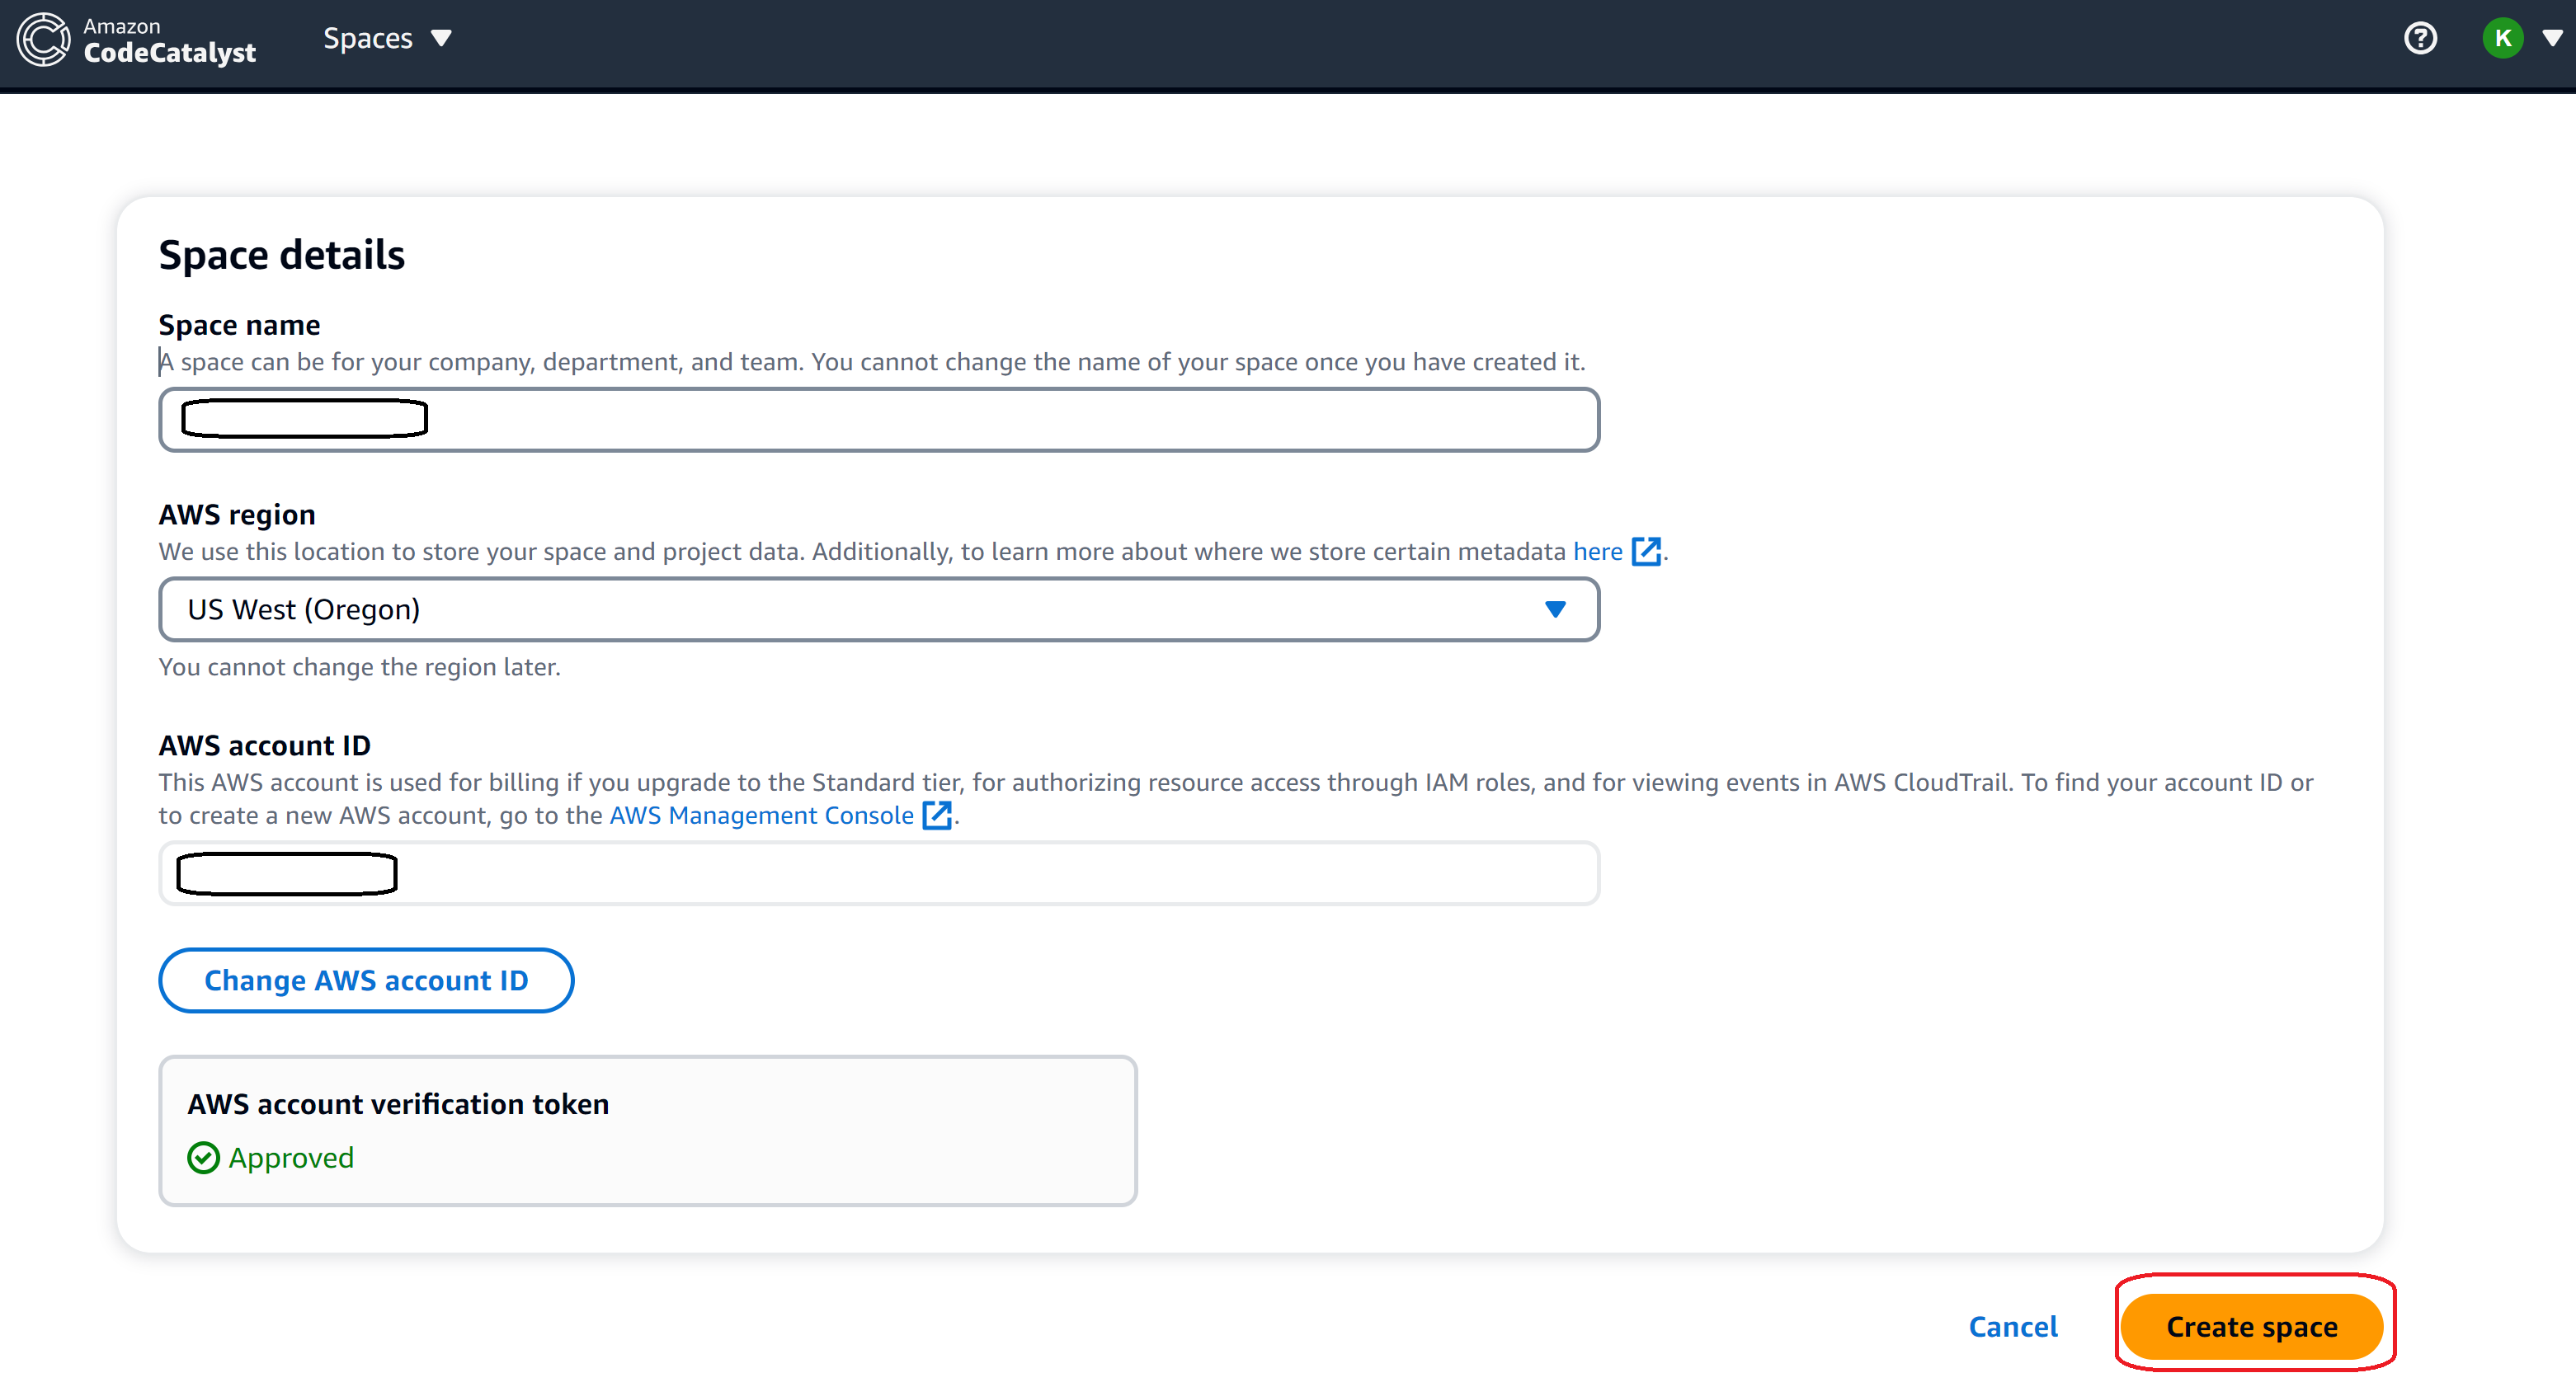 Amazon
CodeCatalyst
Spaces
?
K
Space details
Space name
A space can be for your company, department, and team. You cannot change the name of your space once you have created it.
AWS region
We use this location to store your space and project data. Additionally, to learn more about where we store certain metadata here.
US West (Oregon)
You cannot change the region later.
AWS account ID
This AWS account is used for billing if you upgrade to the Standard tier, for authorizing resource access through IAM roles, and for viewing events in AWS CloudTrail. To find your account ID or
to create a new AWS account, go to the AWS Management Console.
Change AWS account ID
AWS account verification token
Approved
Cancel
Create space